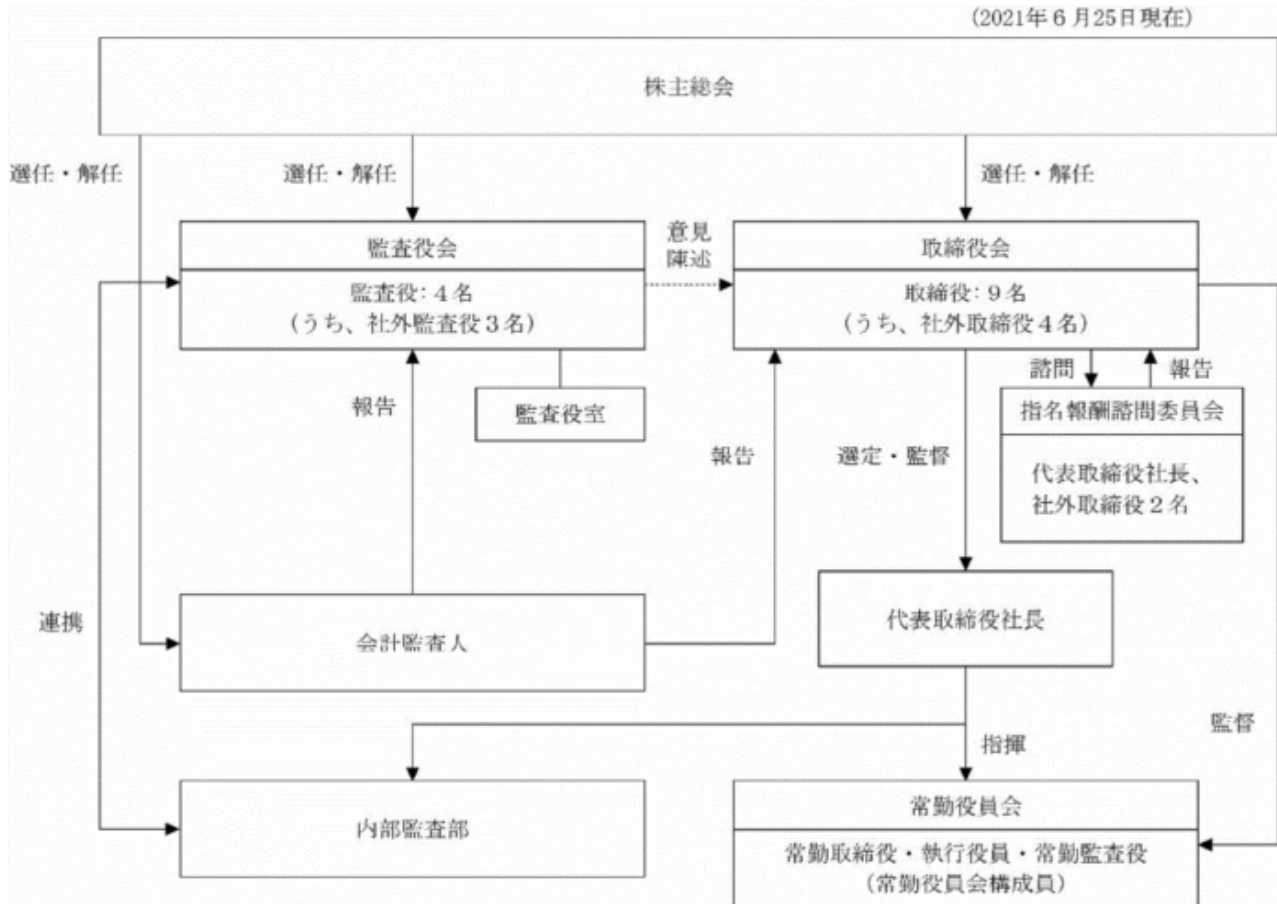 (2021年6月25日現在)
株主総会
選任・解任
選任・解任
選任・解任
監査役会
監査役: 4名
(うち、社外監査役3名)
意見
陳述
取締役会
取締役: 9名
(うち、社外取締役4名)
諮問
報告
監査役室
報告
指名報酬諮問委員会
代表取締役社長、
社外取締役2名
報告
選定・監督
代表取締役社長
連携
会計監査人
監督
指揮
内部監査部
常勤役員会
常勤取締役・執行役員・常勤監査役
(常勤役員会構成員)